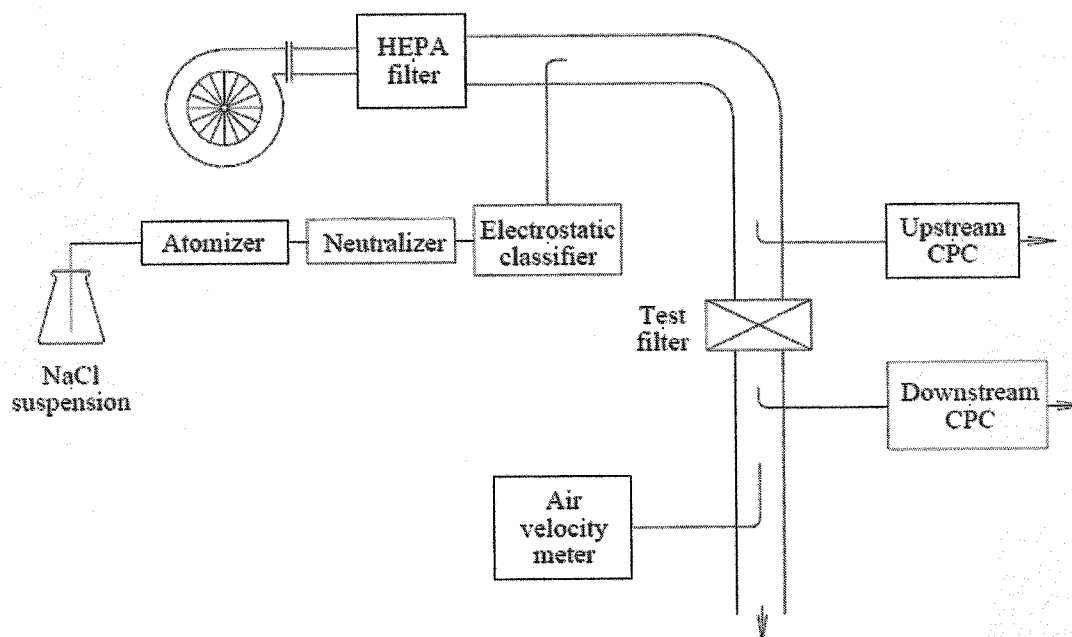 HEPA
filter
Atomizer
Neutralizer
Electrostatic
classifier
Upstream
CPC
NaCl
suspension
Test
filter
Downstream
CPC
Air
velocity
meter